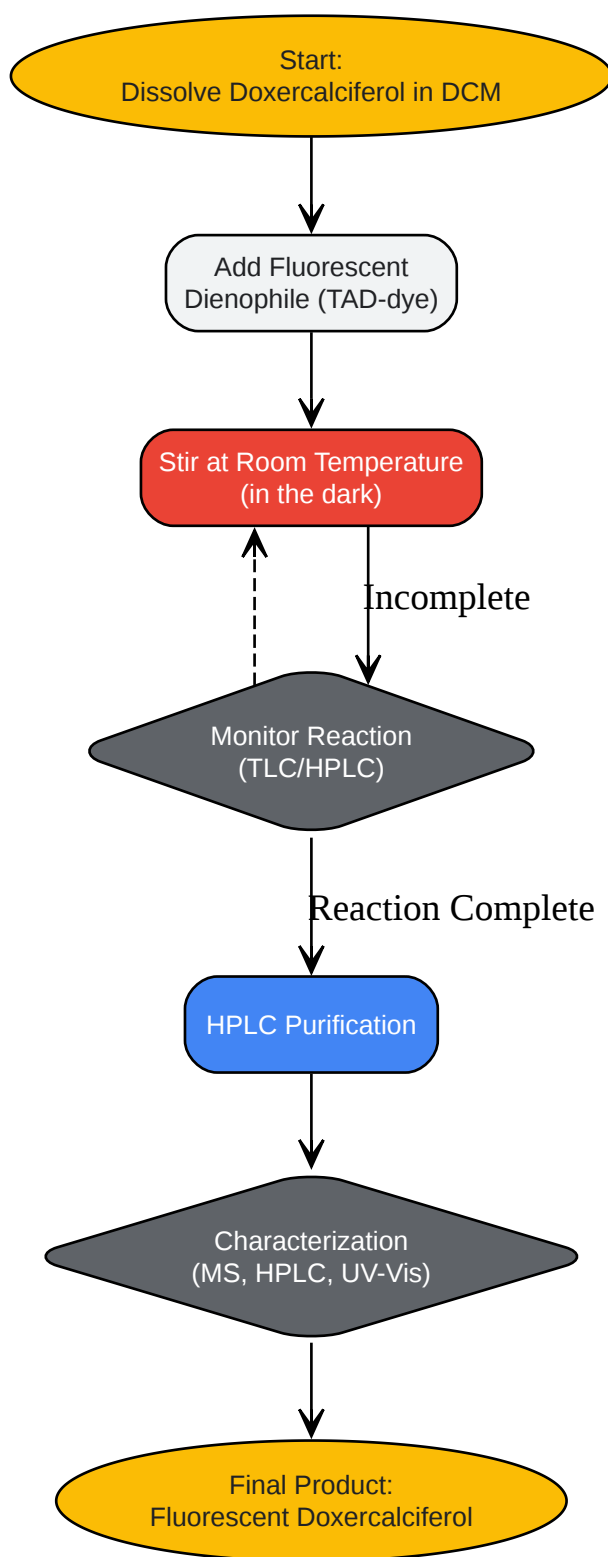 Start:
Dissolve Doxercalciferol in DCM
Add Fluorescent
Dienophile (TAD-dye)
Stir at Room Temperature
(in the dark)
Incomplete
Monitor Reaction
(TLC/HPLC)
Reaction Complete
HPLC Purification
Characterization
(MS, HPLC, UV-Vis)
Final Product:
Fluorescent Doxercalciferol